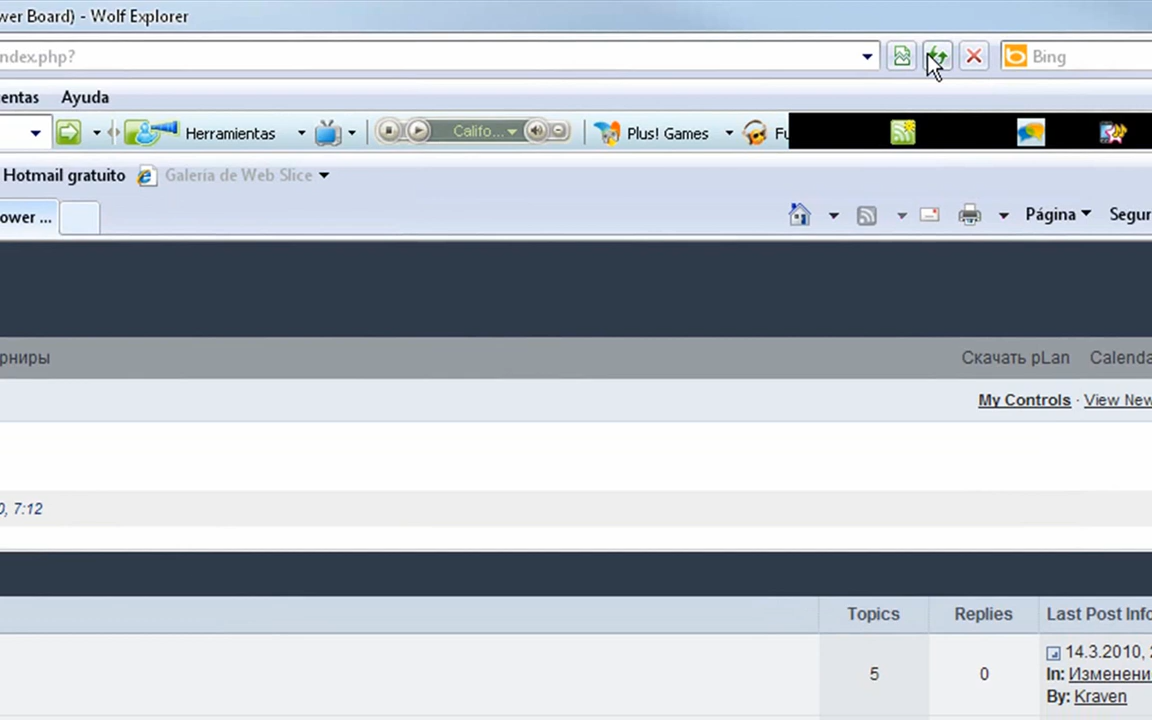 wer Board) - Wolf Explorer
ndex.php?
Bing
entas Ayuda
Herramientas Califo... Plus! Games Fu
Hotmail gratuito Galería de Web Slice
ower ... Página Segur
рниры Скачать pLan Calenda
My Controls · View New
0, 7:12
Topics Replies Last Post Info
5 0 14.3.2010, 2
In: Изменени
By: Kraven